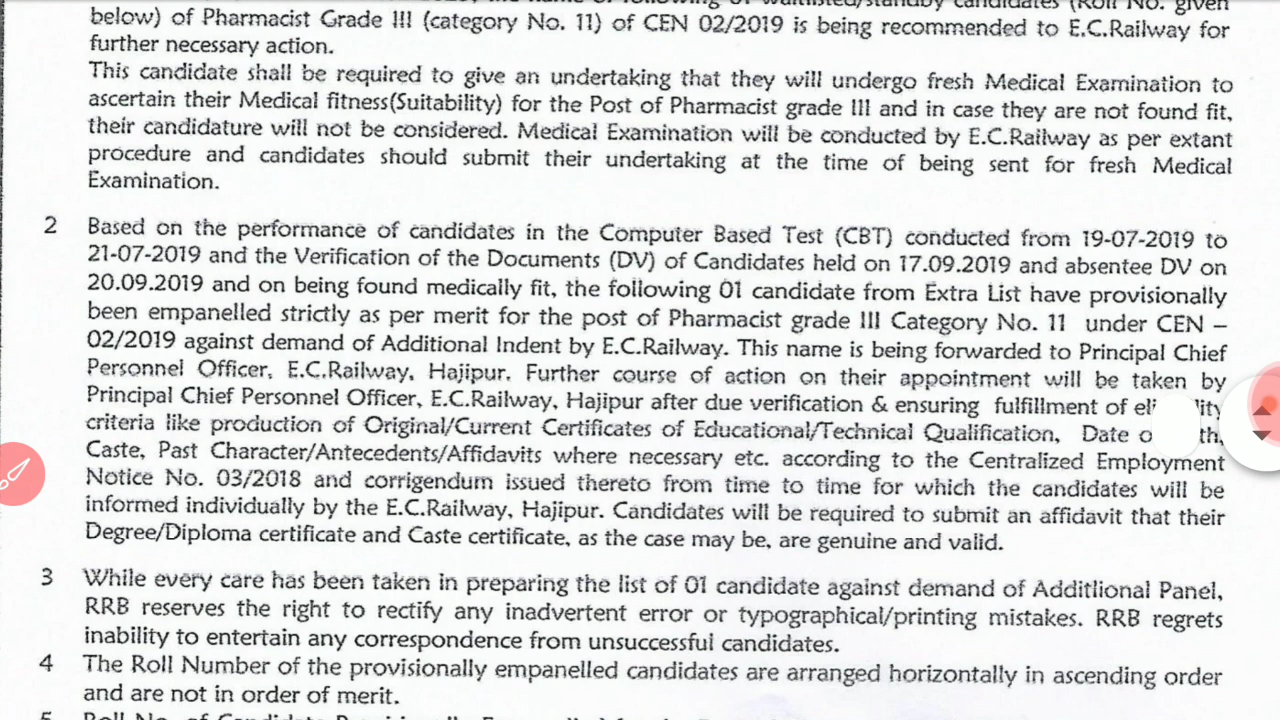 below) of Pharmacist Grade III (category No. 11) of CEN 02/2019 is being recommended to E.C.Railway for
further necessary action.
This candidate shall be required to give an undertaking that they will undergo fresh Medical Examination to
ascertain their Medical fitness(Suitability) for the Post of Pharmacist grade III and in case they are not found fit,
their candidature will not be considered. Medical Examination will be conducted by E.C.Railway as per extant
procedure and candidates should submit their undertaking at the time of being sent for fresh Medical
Examination.
2 Based on the performance of candidates in the Computer Based Test (CBT) conducted from 19-07-2019 to
21-07-2019 and the Verification of the Documents (DV) of Candidates held on 17.09.2019 and absentee DV on
20.09.2019 and on being found medically fit, the following 01 candidate from Extra List have provisionally
been empanelled strictly as per merit for the post of Pharmacist grade III Category No. 11 under CEN –
02/2019 against demand of Additional Indent by E.C.Railway. This name is being forwarded to Principal Chief
Personnel Officer, E.C.Railway, Hajipur. Further course of action on their appointment will be taken by
Principal Chief Personnel Officer, E.C.Railway, Hajipur after due verification & ensuring fulfillment of
criteria like production of Original/Current Certificates of Educational/Technical Qualification, Date
Caste, Past Character/Antecedents/Affidavits where necessary etc. according to the Centralized Employment
Notice No. 03/2018 and corrigendum issued thereto from time to time for which the candidates will be
informed individually by the E.C.Railway, Hajipur. Candidates will be required to submit an affidavit that their
Degree/Diploma certificate and Caste certificate, as the case may be, are genuine and valid.
3 While every care has been taken in preparing the list of 01 candidate against demand of Additlional Panel,
RRB reserves the right to rectify any inadvertent error or typographical/printing mistakes. RRB regrets
inability to entertain any correspondence from unsuccessful candidates.
4 The Roll Number of the provisionally empanelled candidates are arranged horizontally in ascending order
and are not in order of merit.